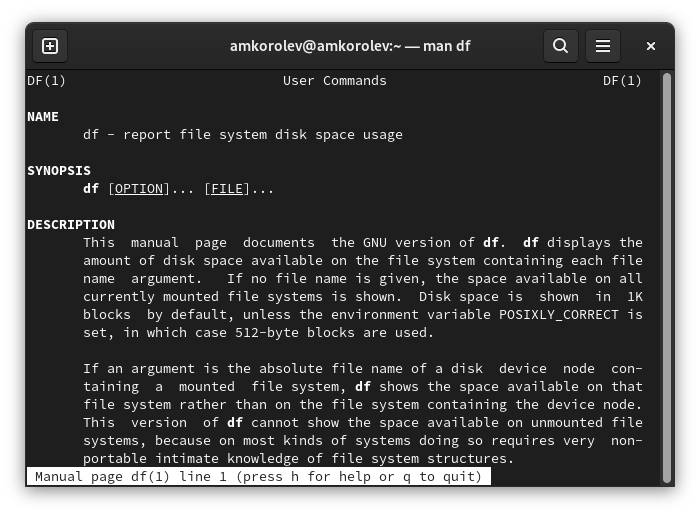 amkorolev@amkorolev:~ — man df
DF(1) User Commands DF(1)
NAME
df - report file system disk space usage
SYNOPSIS
df [OPTION]... [FILE]...
DESCRIPTION
This manual page documents the GNU version of df. df displays the
amount of disk space available on the file system containing each file
name argument. If no file name is given, the space available on all
currently mounted file systems is shown. Disk space is shown in 1K
blocks by default, unless the environment variable POSIXLY_CORRECT is
set, in which case 512-byte blocks are used.
If an argument is the absolute file name of a disk device node con-
taining a mounted file system, df shows the space available on that
file system rather than on the file system containing the device node.
This version of df cannot show the space available on unmounted file
systems, because on most kinds of systems doing so requires very non-
portable intimate knowledge of file system structures.
Manual page df(1) line 1 (press h for help or q to quit)